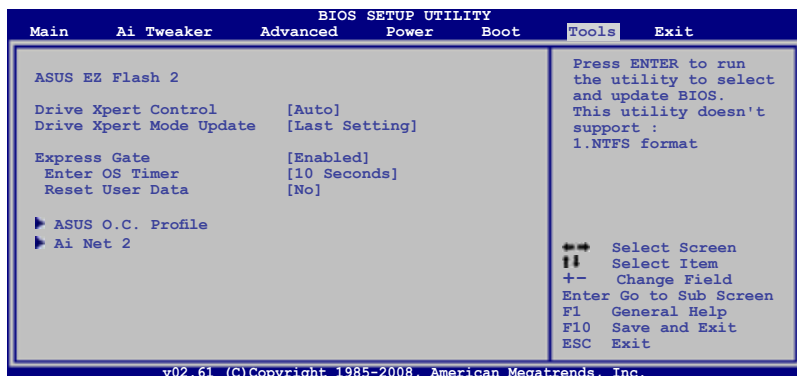 BIOS SETUP UTILITY
Main Ai Tweaker Advanced Power Boot Tools Exit
ASUS EZ Flash 2
Drive Xpert Control [Auto]
Drive Xpert Mode Update [Last Setting]
Express Gate [Enabled]
Enter OS Timer [10 Seconds]
Reset User Data [No]
ASUS O.C. Profile
Ai Net 2
Press ENTER to run
the utility to select
and update BIOS.
This utility doesn't
support :
1.NTFS format
Select Screen
Select Item
+- Change Field
Enter Go to Sub Screen
F1 General Help
F10 Save and Exit
ESC Exit
v02.61 (C)Copyright 1985-2008, American Megatrends, Inc.